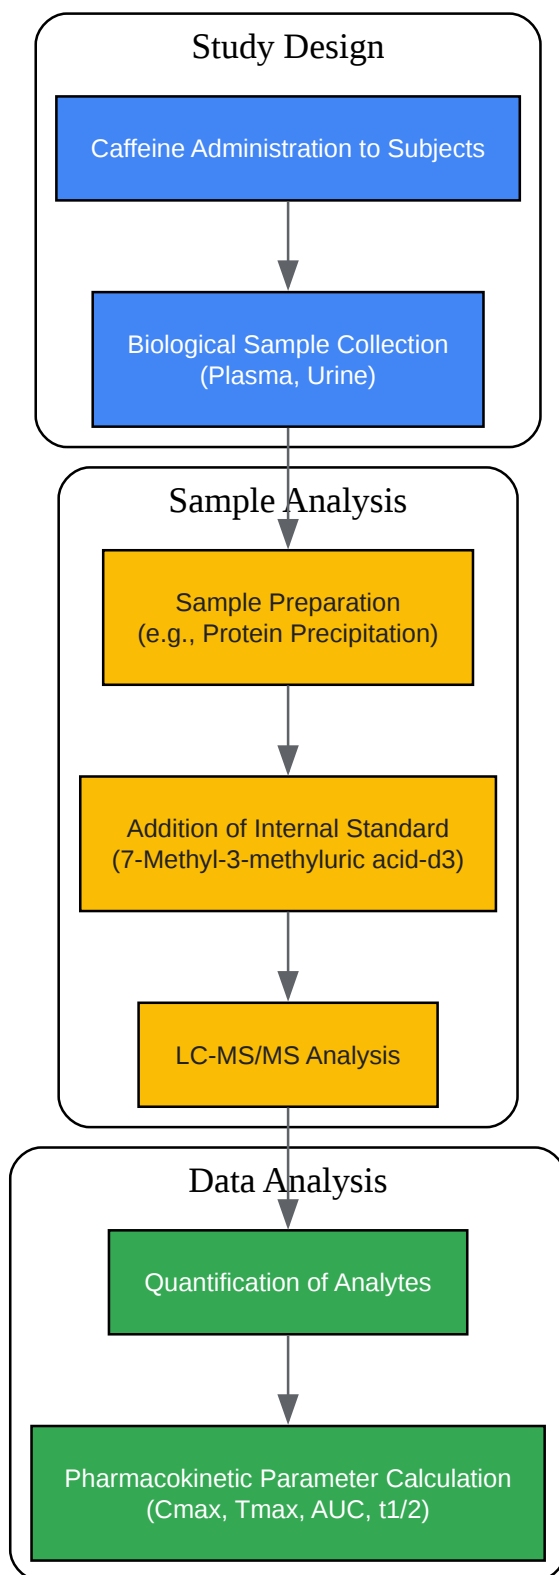 Study Design
Caffeine Administration to Subjects
Biological Sample Collection
(Plasma, Urine)
Sample Analysis
Sample Preparation
(e.g., Protein Precipitation)
Addition of Internal Standard
(7-Methyl-3-methyluric acid-d3)
LC-MS/MS Analysis
Data Analysis
Quantification of Analytes
Pharmacokinetic Parameter Calculation
(Cmax, Tmax, AUC, t1/2)